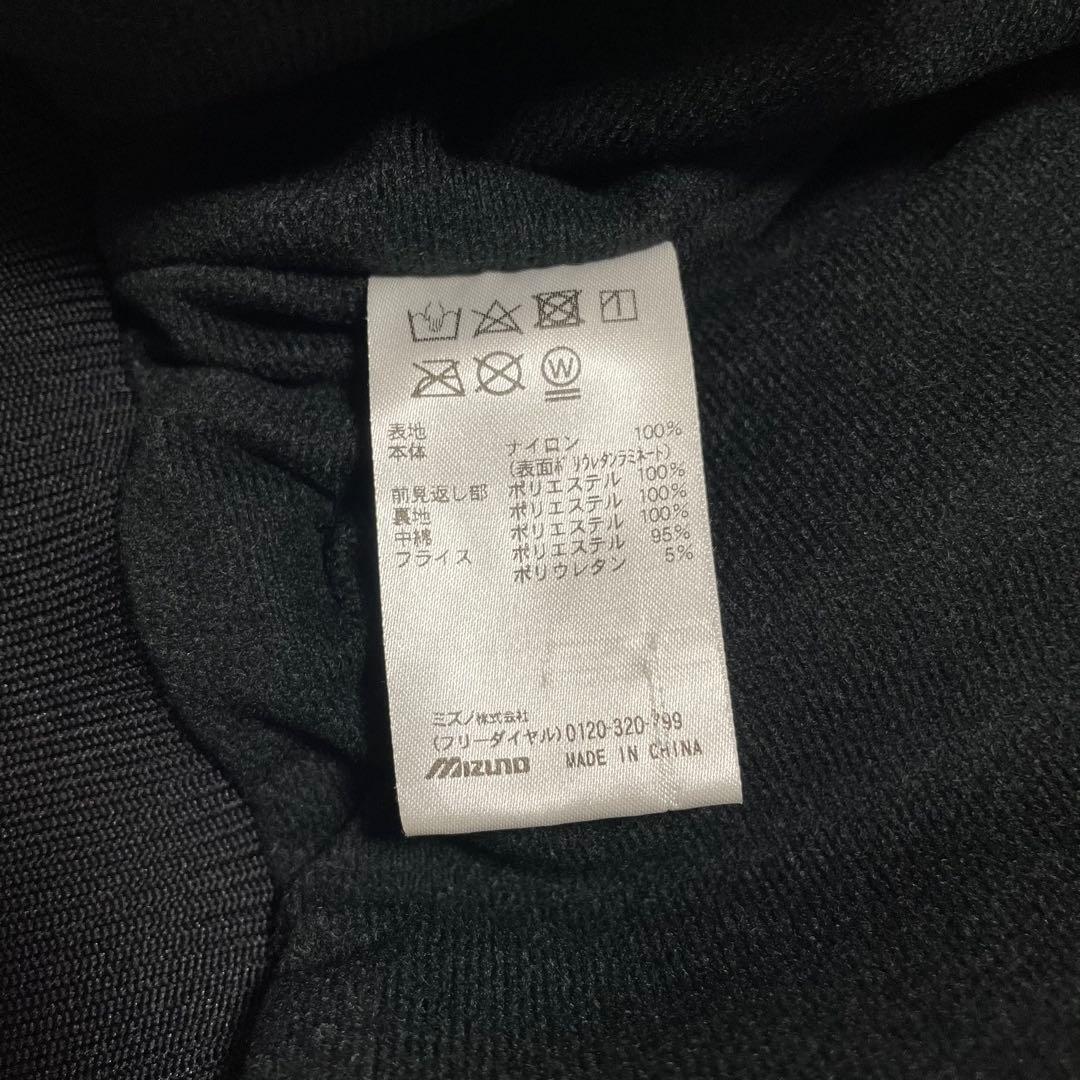 W
表地
本体 ナイロン 100%
(表面ポリウレタンラミネート)
前見返し部 ポリエステル 100%
裏地 ポリエステル 100%
中綿 ポリエステル 100%
フライス ポリエステル 95%
ポリウレタン 5%
ミズノ株式会社
(フリーダイヤル)0120-320-799
MIZUNO MADE IN CHINA